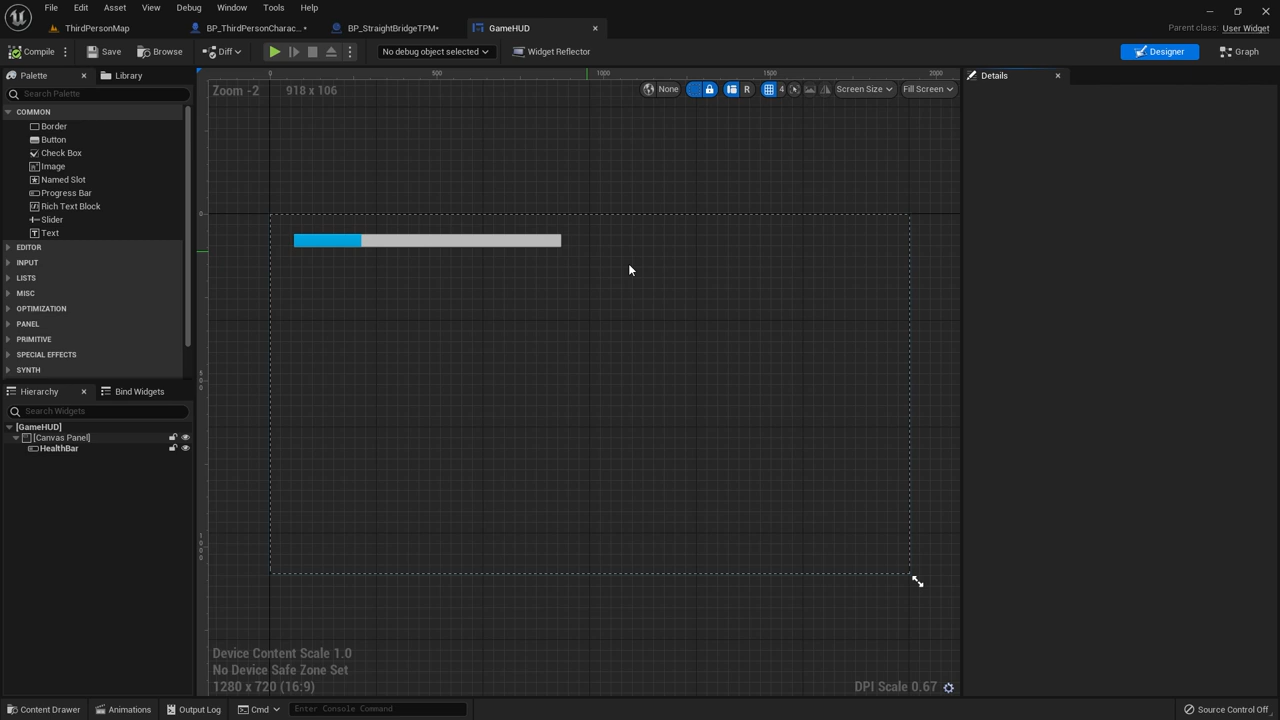 File Edit Asset View Debug Window Tools Help
ThirdPersonMap BP_ThirdPersonCharac...• BP_StraightBridgeTPM• GameHUD
Parent class: User Widget
Compile Save Browse Diff No debug object selected Widget Reflector Designer Graph
Palette Library
Search Palette
COMMON
Border
Button
Check Box
Image
Named Slot
Progress Bar
Rich Text Block
Slider
Text
EDITOR
INPUT
LISTS
MISC
OPTIMIZATION
PANEL
PRIMITIVE
SPECIAL EFFECTS
SYNTH
Hierarchy Bind Widgets
Search Widgets
[GameHUD]
[Canvas Panel]
HealthBar
0 500 1000 1500 2000
Zoom -2 918 x 106
None R 4 Screen Size Fill Screen
0
500
1000
Device Content Scale 1.0
No Device Safe Zone Set
1280 x 720 (16:9)
DPI Scale 0.67
Details
Content Drawer Animations Output Log Cmd Enter Console Command Source Control Off